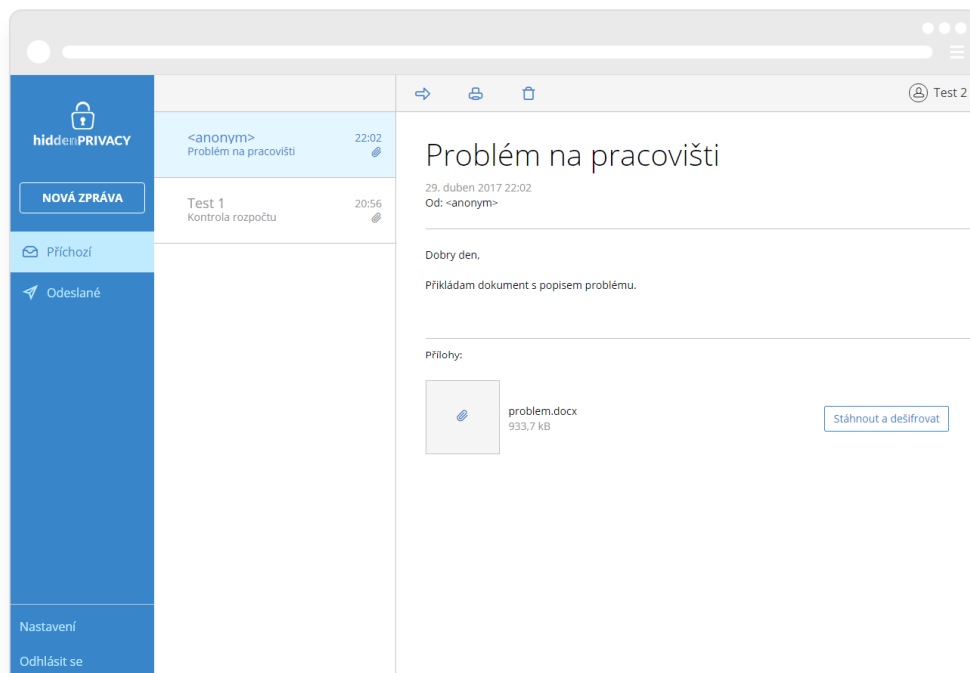 hiddenPRIVACY
NOVÁ ZPRÁVA
Příchozí
Odeslané
Nastavení
Odhlásit se
<anonym> 22:02
Problém na pracovišti
Test 1 20:56
Kontrola rozpočtu
Test 2
Problém na pracovišti
29. duben 2017 22:02
Od: <anonym>
Dobry den,
Přikládam dokument s popisem problému.
Přílohy:
problem.docx
933,7 kB
Stáhnout a dešifrovat